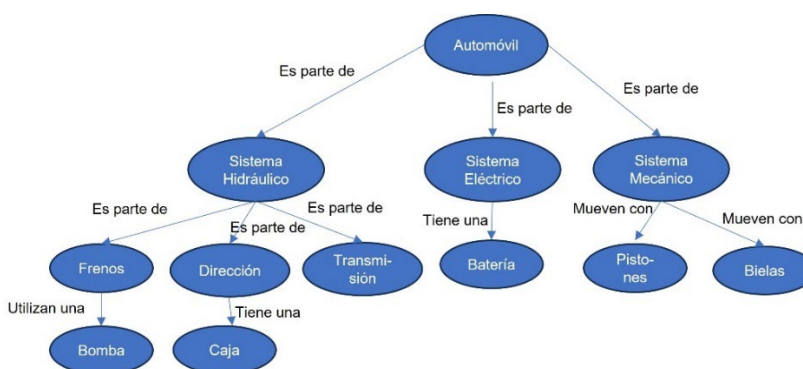 Automóvil
Es parte de
Es parte de
Es parte de
Sistema
Hidráulico
Sistema
Eléctrico
Sistema
Mecánico
Es parte de
Es parte de
Es parte de
Tiene una
Mueven con
Mueven con
Frenos
Dirección
Transmi-
sión
Batería
Pisto-
nes
Bielas
Utilizan una
Tiene una
Bomba
Caja